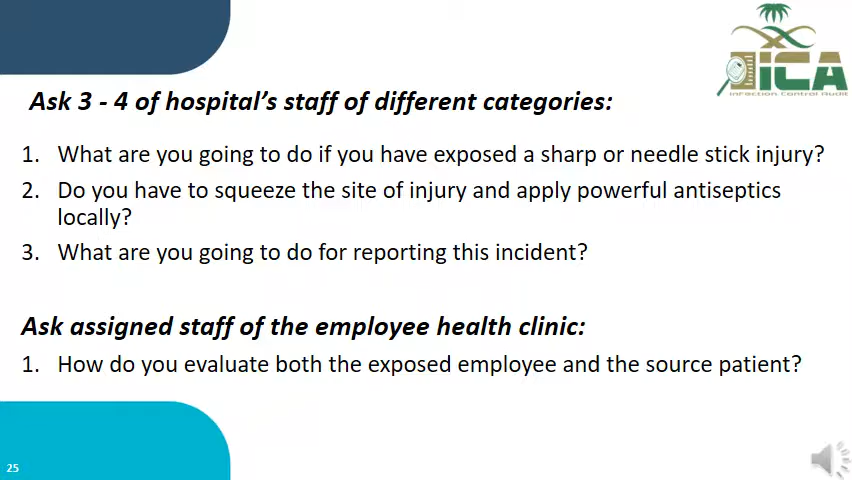 ICA
Infection Control Audit
Ask 3 - 4 of hospital's staff of different categories:
1. What are you going to do if you have exposed a sharp or needle stick injury?
2. Do you have to squeeze the site of injury and apply powerful antiseptics
locally?
3. What are you going to do for reporting this incident?
Ask assigned staff of the employee health clinic:
1. How do you evaluate both the exposed employee and the source patient?
25